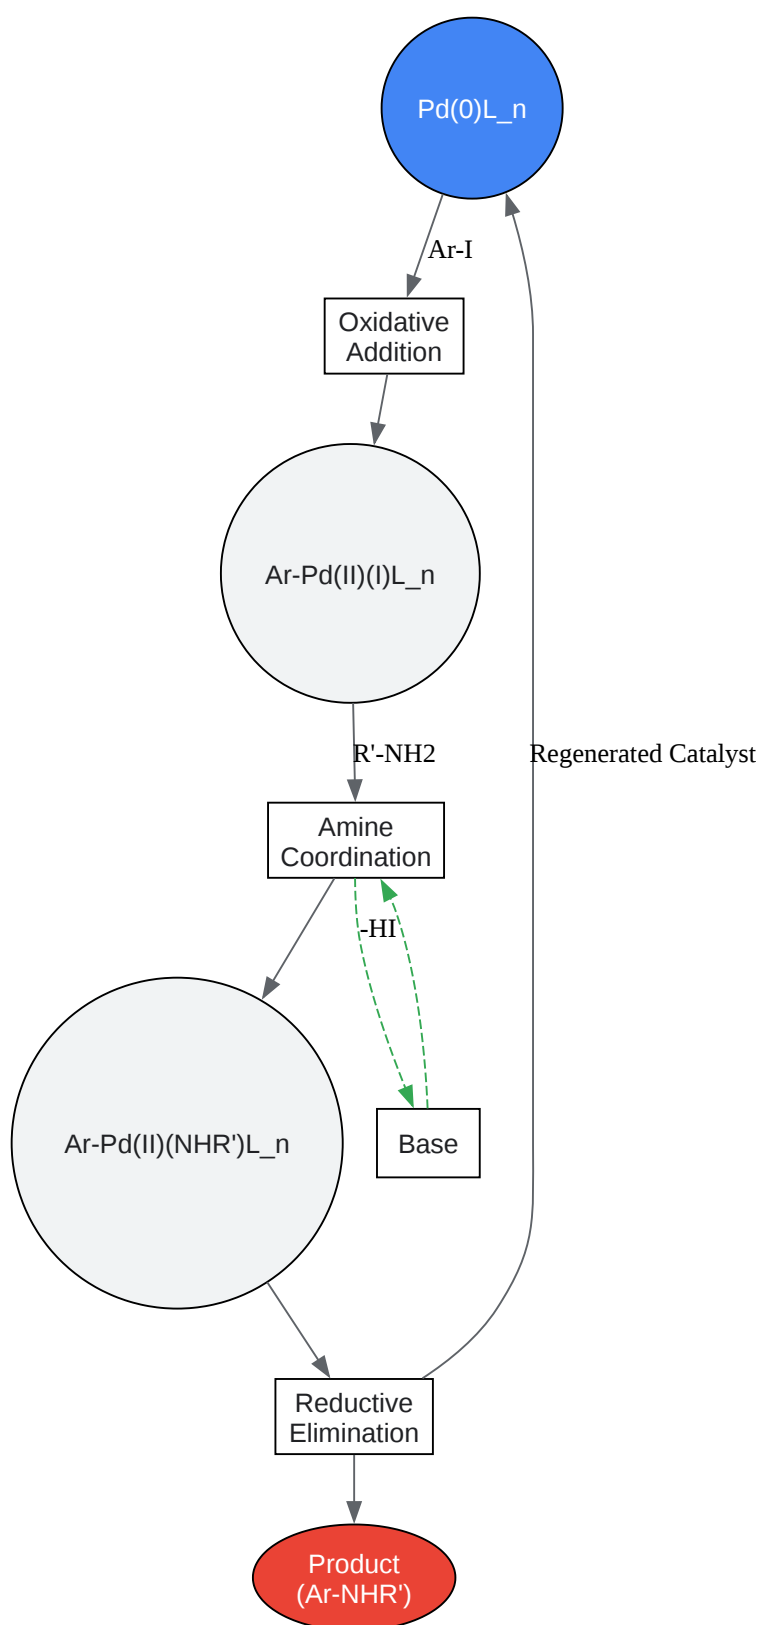 Pd(0)L_n
Ar-I
Oxidative
Addition
Ar-Pd(II)(I)L_n
R'-NH2
Regenerated Catalyst
Amine
Coordination
-HI
Ar-Pd(II)(NHR')L_n
Base
Reductive
Elimination
Product
(Ar-NHR')